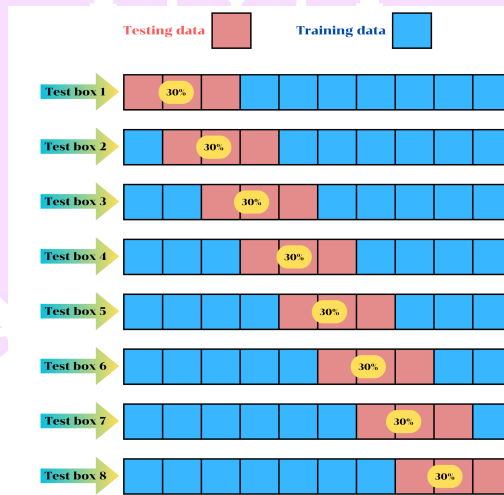 Testing data
Training data
Test box 1
30%
Test box 2
30%
Test box 3
30%
Test box 4
30%
Test box 5
30%
Test box 6
30%
Test box 7
30%
Test box 8
30%